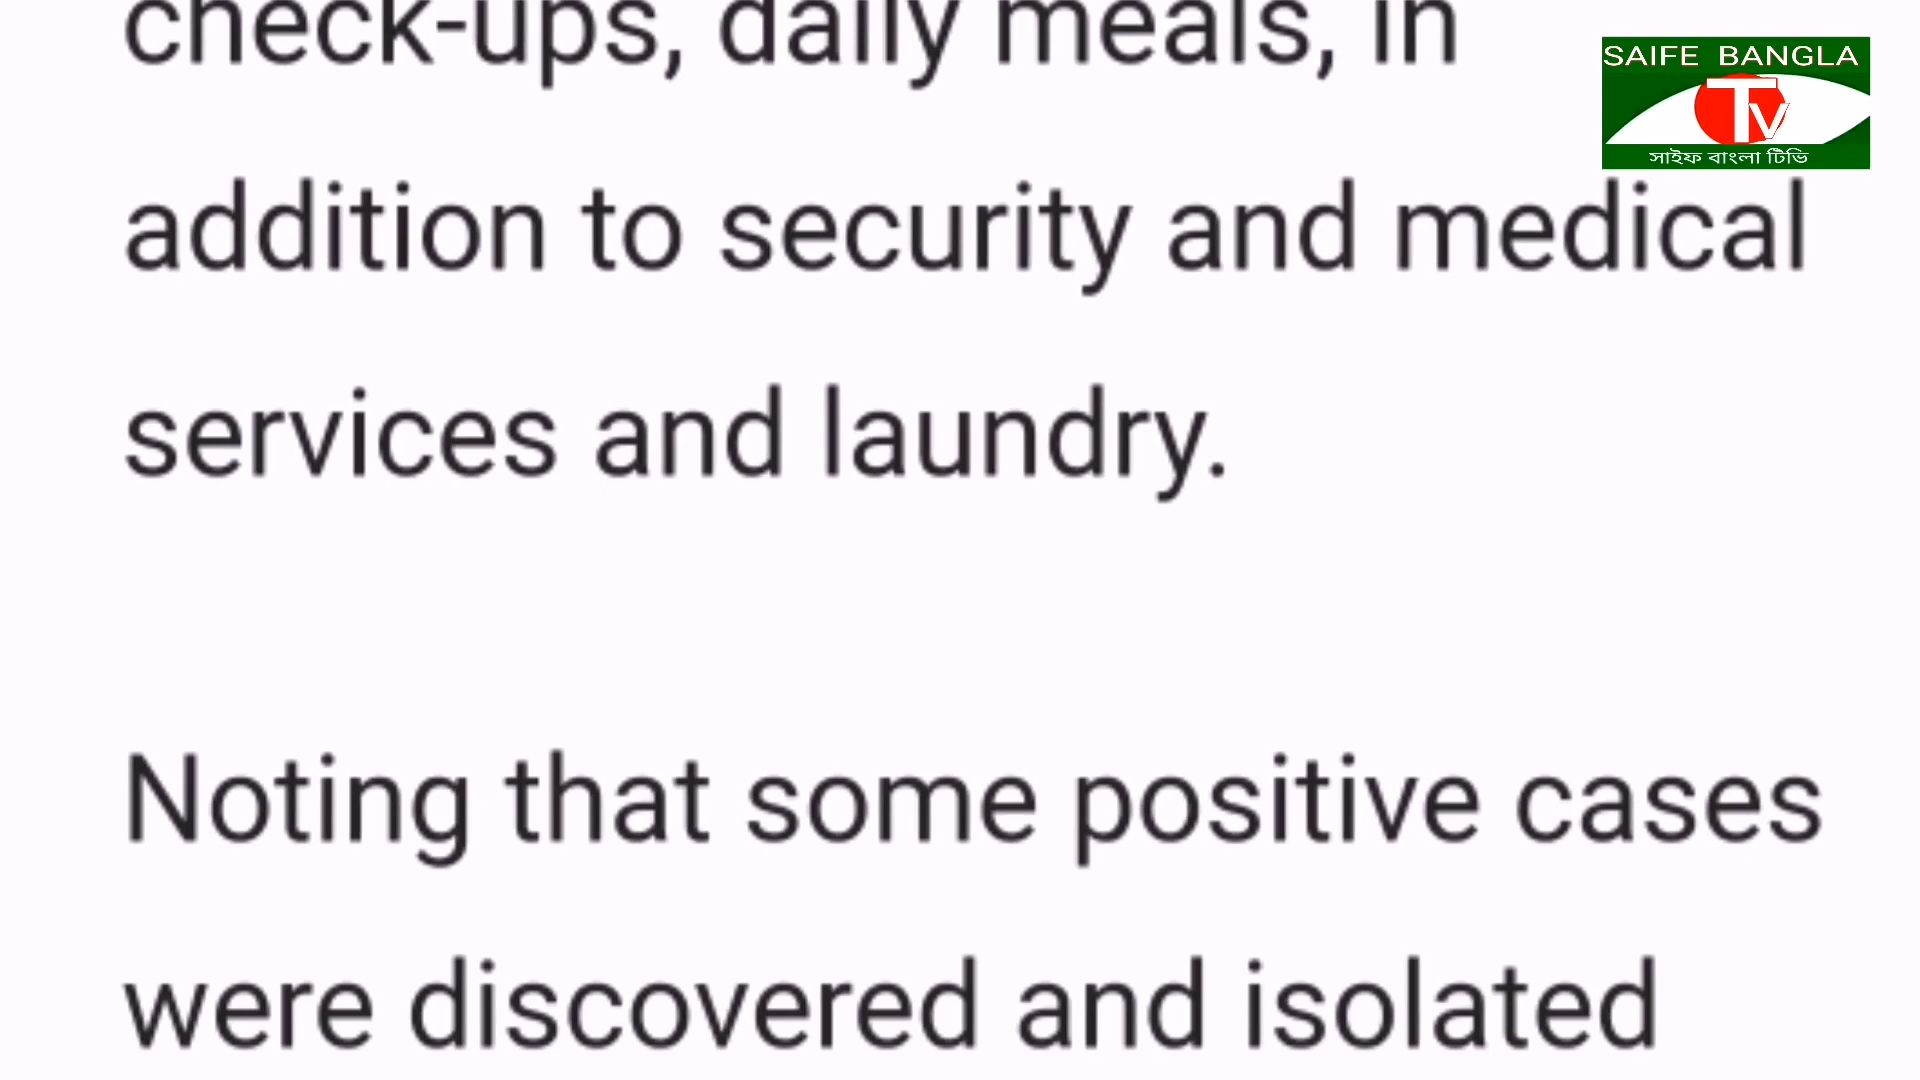 check-ups, daily meals, in
SAIFE BANGLA
Tv
সাইফ বাংলা টিভি
addition to security and medical
services and laundry.
Noting that some positive cases
were discovered and isolated